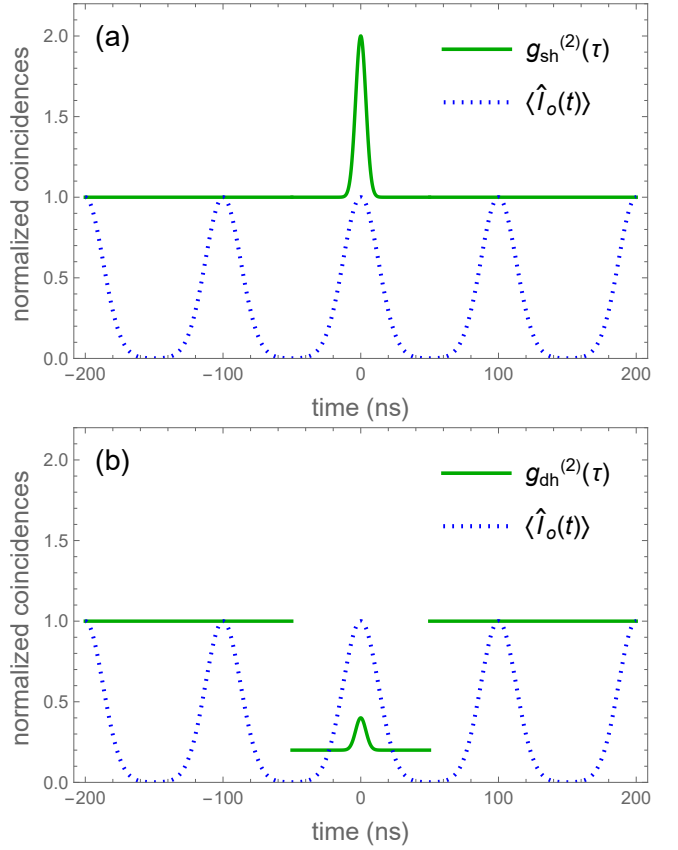 (a)
g_sh^(2)(τ)
⟨Î_o(t)⟩
normalized coincidences
2.0
1.5
1.0
0.5
0.0
−200 −100 0 100 200
time (ns)
(b)
g_dh^(2)(τ)
⟨Î_o(t)⟩
normalized coincidences
2.0
1.5
1.0
0.5
0.0
−200 −100 0 100 200
time (ns)